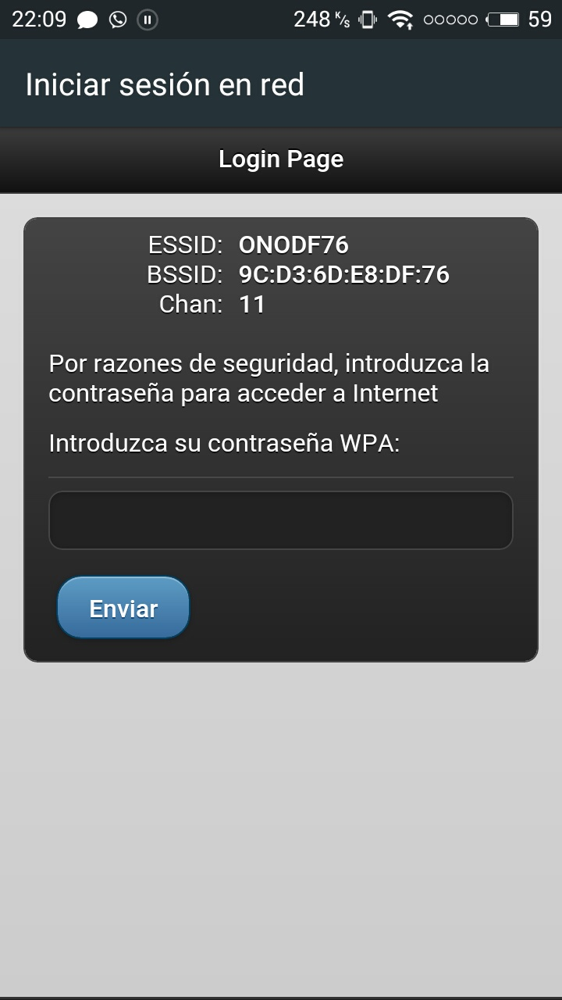 22:09 248 K/s 59
Iniciar sesión en red
Login Page
ESSID: ONODF76
BSSID: 9C:D3:6D:E8:DF:76
Chan: 11
Por razones de seguridad, introduzca la
contraseña para acceder a Internet
Introduzca su contraseña WPA:
Enviar